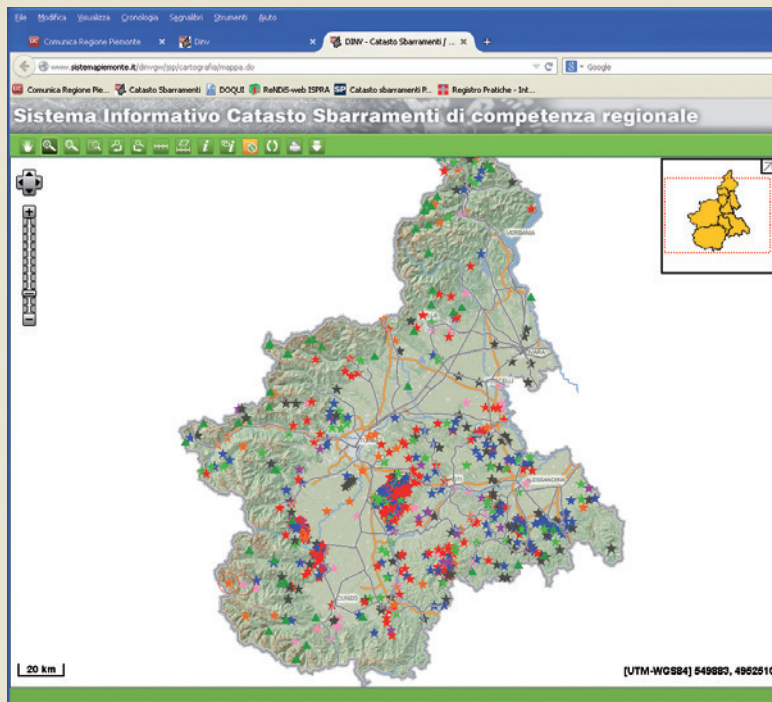 File Modifica Visualizza Cronologia Segnalibri Strumenti Aiuto
Comunica Regione Piemonte × Dinv × DINV - Catasto Sbarramenti / ... × +
www.sistemapiemonte.it/dinvgw/jsp/cartografia/mappa.do Google
Comunica Regione Pie... Catasto Sbarramenti DOQUI ReNDiS-web ISPRA SP Catasto sbarramenti P... Registro Pratiche - Int...
Sistema Informativo Catasto Sbarramenti di competenza regionale
VERBANIA
CUNEO
20 km
[UTM-WGS84] 549883, 4952510